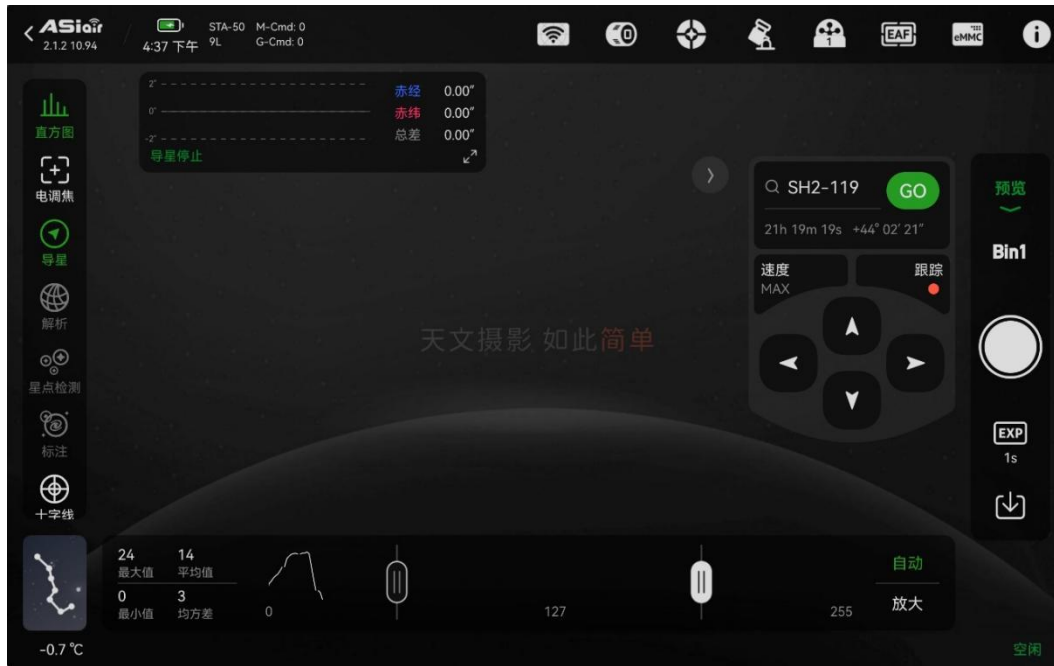 ASiair
2.1.2 10.94
4:37 下午
STA-50 M-Cmd: 0
9L G-Cmd: 0
EAF
eMMC
直方图
电调焦
导星
解析
星点检测
标注
十字线
2"
0"
-2"
赤经 0.00"
赤纬 0.00"
总差 0.00"
导星停止
天文摄影 如此简单
SH2-119
GO
21h 19m 19s +44° 02′ 21″
速度
MAX
跟踪
预览
Bin1
EXP
1s
24 14
最大值 平均值
0 3
最小值 均方差
0
127
255
自动
放大
-0.7 ℃
空闲